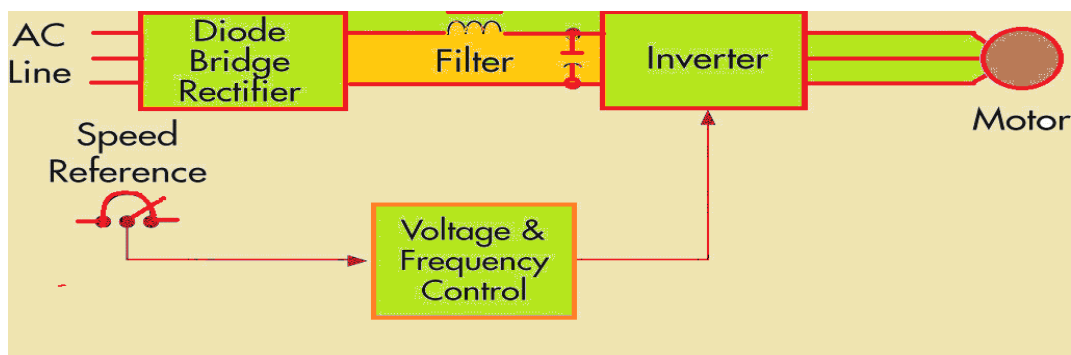 AC
Line
Diode
Bridge
Rectifier
Filter
Inverter
Motor
Speed
Reference
Voltage &
Frequency
Control